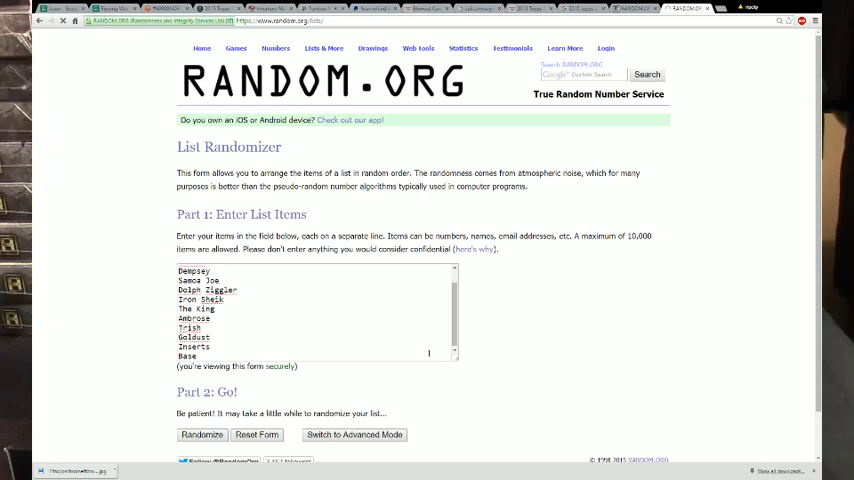 ripcity
RANDOM.ORG (Randomness and Integrity Services Ltd) [IE]
https://www.random.org/lists/
Home Games Numbers Lists & More Drawings Web Tools Statistics Testimonials Learn More Login
RANDOM.ORG
Search RANDOM.ORG
Google™ Custom Search
Search
True Random Number Service
Do you own an iOS or Android device? Check out our app!
List Randomizer
This form allows you to arrange the items of a list in random order. The randomness comes from atmospheric noise, which for many
purposes is better than the pseudo-random number algorithms typically used in computer programs.
Part 1: Enter List Items
Enter your items in the field below, each on a separate line. Items can be numbers, names, email addresses, etc. A maximum of 10,000
items are allowed. Please don't enter anything you would consider confidential (here's why).
Dempsey
Samoa Joe
Dolph Ziggler
Iron Sheik
The King
Ambrose
Trish
Goldust
Inserts
Base
(you're viewing this form securely)
Part 2: Go!
Be patient! It may take a little while to randomize your list...
Randomize Reset Form Switch to Advanced Mode
Follow @RandomOrg
© 1998-2015 RANDOM.ORG
Show all downloads...